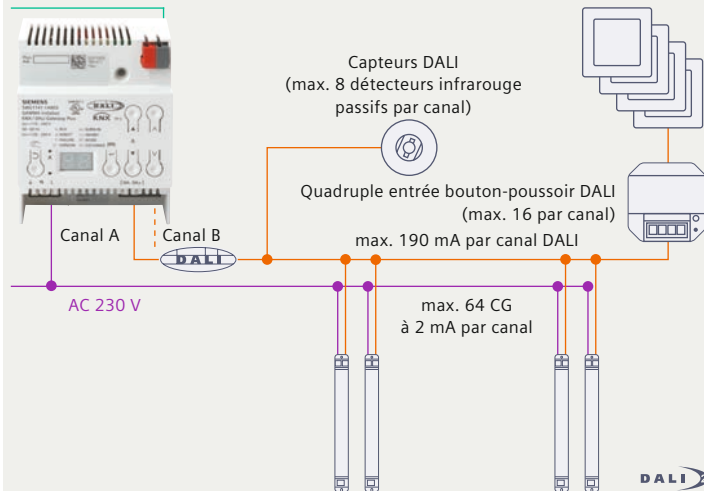 SIEMENS
DALI
KNX
Capteurs DALI
(max. 8 détecteurs infrarouge
passifs par canal)
Quadruple entrée bouton-poussoir DALI
(max. 16 par canal)
Canal A
Canal B
max. 190 mA par canal DALI
DALI
AC 230 V
max. 64 CG
à 2 mA par canal
DALI 2